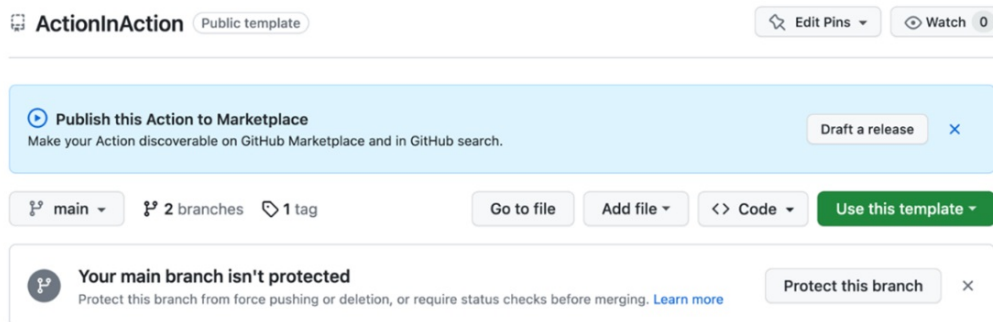 ActionInAction Public template Edit Pins Watch 0
Publish this Action to Marketplace
Make your Action discoverable on GitHub Marketplace and in GitHub search.
Draft a release
main 2 branches 1 tag Go to file Add file <> Code Use this template
Your main branch isn't protected
Protect this branch from force pushing or deletion, or require status checks before merging. Learn more
Protect this branch